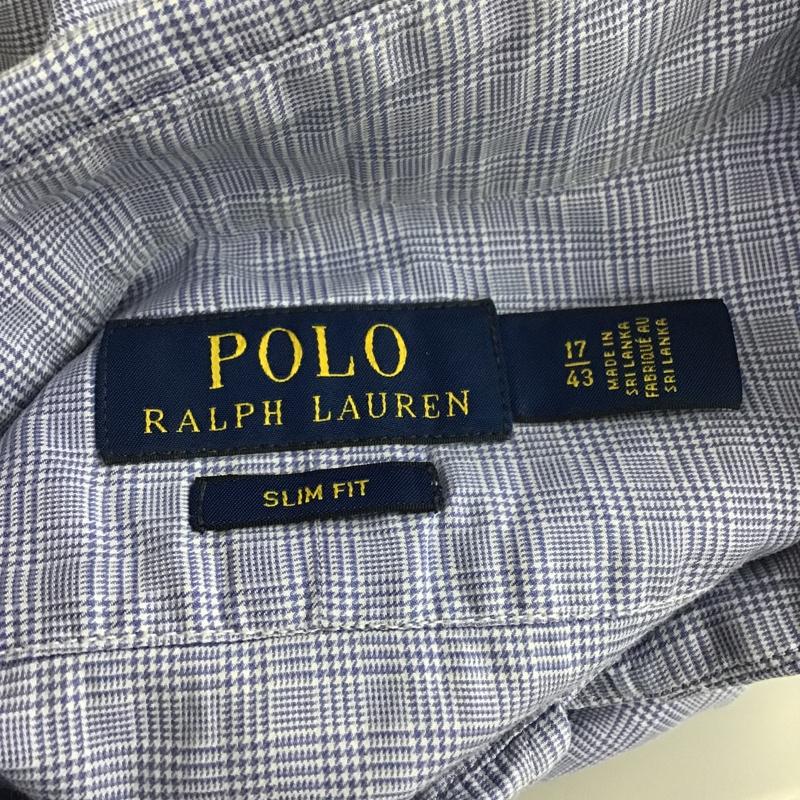 POLO
RALPH LAUREN
17
43
MADE IN
SRI LANKA
FABRIQUÉ AU
SRI LANKA
SLIM FIT